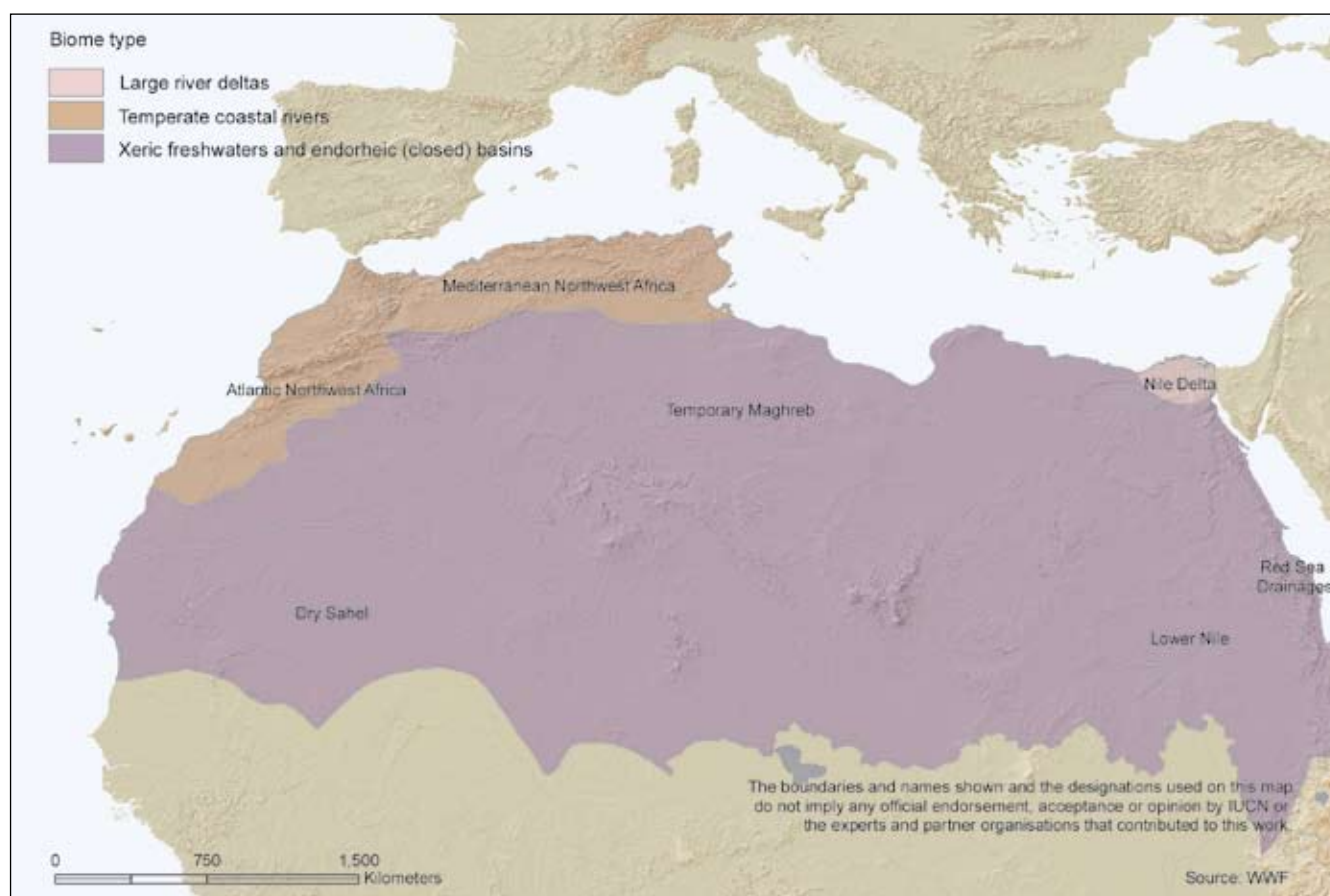 Biome type
Large river deltas
Temperate coastal rivers
Xeric freshwaters and endorheic (closed) basins
Mediterranean Northwest Africa
Atlantic Northwest Africa
Nile Delta
Temporary Maghreb
Red Sea
Drainages
Dry Sahel
Lower Nile
The boundaries and names shown and the designations used on this map
do not imply any official endorsement, acceptance or opinion by IUCN or
the experts and partner organisations that contributed to this work.
0 750 1,500
Kilometers
Source: WWF